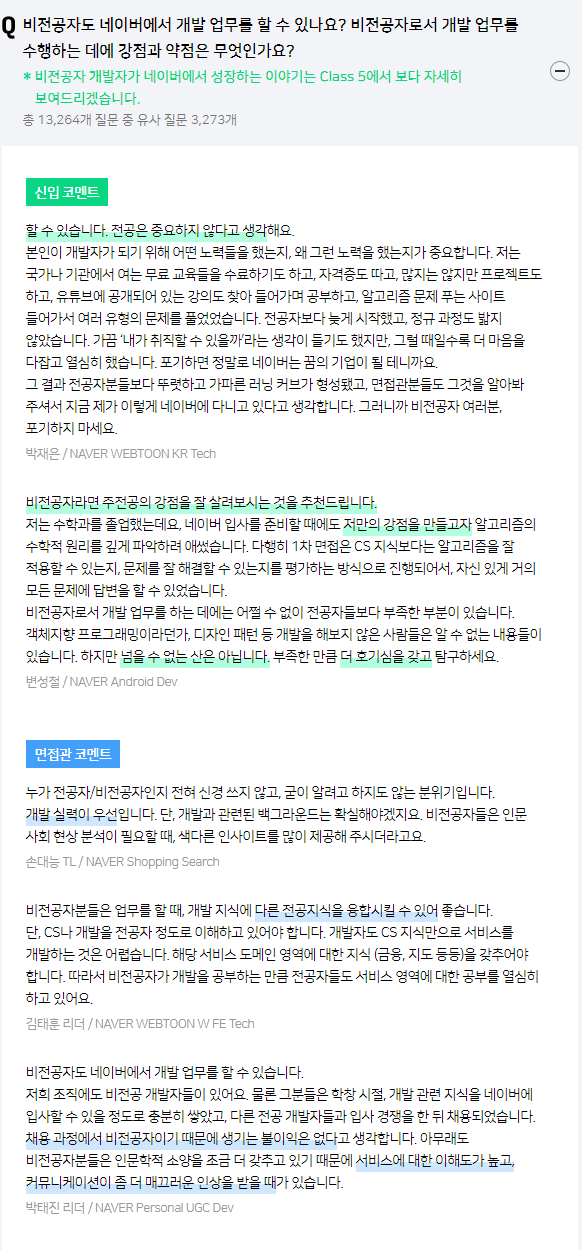 Q 비전공자도 네이버에서 개발 업무를 할 수 있나요? 비전공자로서 개발 업무를
수행하는 데에 강점과 약점은 무엇인가요?
* 비전공자 개발자가 네이버에서 성장하는 이야기는 Class 5에서 보다 자세히
보여드리겠습니다.
총 13,264개 질문 중 유사 질문 3,273개
신입 코멘트
할 수 있습니다. 전공은 중요하지 않다고 생각해요.
본인이 개발자가 되기 위해 어떤 노력들을 했는지, 왜 그런 노력을 했는지가 중요합니다. 저는
국가나 기관에서 여는 무료 교육들을 수료하기도 하고, 자격증도 따고, 많지는 않지만 프로젝트도
하고, 유튜브에 공개되어 있는 강의도 찾아 들어가며 공부하고, 알고리즘 문제 푸는 사이트
들어가서 여러 유형의 문제를 풀었었습니다. 전공자보다 늦게 시작했고, 정규 과정도 밟지
않았습니다. 가끔 ‘내가 취직할 수 있을까’라는 생각이 들기도 했지만, 그럴 때일수록 더 마음을
다잡고 열심히 했습니다. 포기하면 정말로 네이버는 꿈의 기업이 될 테니까요.
그 결과 전공자분들보다 뚜렷하고 가파른 러닝 커브가 형성됐고, 면접관분들도 그것을 알아봐
주셔서 지금 제가 이렇게 네이버에 다니고 있다고 생각합니다. 그러니까 비전공자 여러분,
포기하지 마세요.
박재은 / NAVER WEBTOON KR Tech
비전공자라면 주전공의 강점을 잘 살려보시는 것을 추천드립니다.
저는 수학과를 졸업했는데요, 네이버 입사를 준비할 때에도 저만의 강점을 만들고자 알고리즘의
수학적 원리를 깊게 파악하려 애썼습니다. 다행히 1차 면접은 CS 지식보다는 알고리즘을 잘
적용할 수 있는지, 문제를 잘 해결할 수 있는지를 평가하는 방식으로 진행되어서, 자신 있게 거의
모든 문제에 답변을 할 수 있었습니다.
비전공자로서 개발 업무를 하는 데에는 어쩔 수 없이 전공자들보다 부족한 부분이 있습니다.
객체지향 프로그래밍이라던가, 디자인 패턴 등 개발을 해보지 않은 사람들은 알 수 없는 내용들이
있습니다. 하지만 넘을 수 없는 산은 아닙니다. 부족한 만큼 더 호기심을 갖고 탐구하세요.
변성철 / NAVER Android Dev
면접관 코멘트
누가 전공자/비전공자인지 전혀 신경 쓰지 않고, 굳이 알려고 하지도 않는 분위기입니다.
개발 실력이 우선입니다. 단, 개발과 관련된 백그라운드는 확실해야겠지요. 비전공자들은 인문
사회 현상 분석이 필요할 때, 색다른 인사이트를 많이 제공해 주시더라고요.
손대능 TL / NAVER Shopping Search
비전공자분들은 업무를 할 때, 개발 지식에 다른 전공지식을 융합시킬 수 있어 좋습니다.
단, CS나 개발을 전공자 정도로 이해하고 있어야 합니다. 개발자도 CS 지식만으로 서비스를
개발하는 것은 어렵습니다. 해당 서비스 도메인 영역에 대한 지식 (금융, 지도 등등)을 갖추어야
합니다. 따라서 비전공자가 개발을 공부하는 만큼 전공자들도 서비스 영역에 대한 공부를 열심히
하고 있어요.
김태훈 리더 / NAVER WEBTOON W FE Tech
비전공자도 네이버에서 개발 업무를 할 수 있습니다.
저희 조직에도 비전공 개발자들이 있어요. 물론 그분들은 학창 시절, 개발 관련 지식을 네이버에
입사할 수 있을 정도로 충분히 쌓았고, 다른 전공 개발자들과 입사 경쟁을 한 뒤 채용되었습니다.
채용 과정에서 비전공자이기 때문에 생기는 불이익은 없다고 생각합니다. 아무래도
비전공자분들은 인문학적 소양을 조금 더 갖추고 있기 때문에 서비스에 대한 이해도가 높고,
커뮤니케이션이 좀 더 매끄러운 인상을 받을 때가 있습니다.
박태진 리더 / NAVER Personal UGC Dev